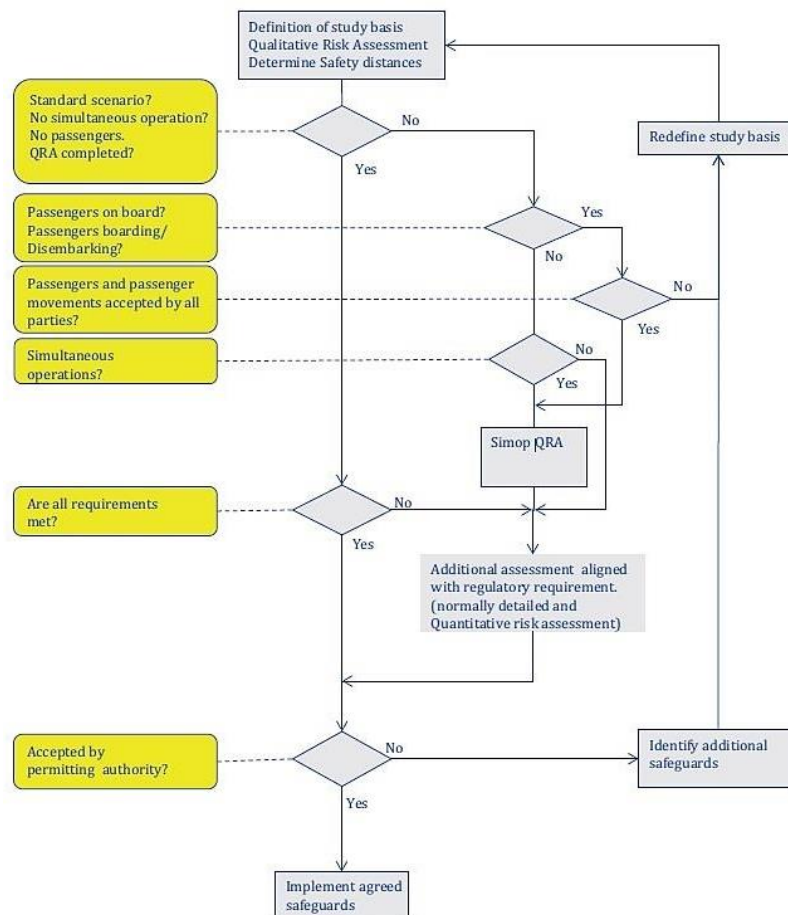 Definition of study basis
Qualitative Risk Assessment
Determine Safety distances
Standard scenario?
No simultaneous operation?
No passengers.
QRA completed?
No
Yes
Redefine study basis
Passengers on board?
Passengers boarding/
Disembarking?
Yes
No
Passengers and passenger
movements accepted by all
parties?
No
Yes
Simultaneous
operations?
No
Yes
Simop QRA
Are all requirements
met?
No
Yes
Additional assessment aligned
with regulatory requirement.
(normally detailed and
Quantitative risk assessment)
Accepted by
permitting authority?
No
Yes
Identify additional
safeguards
Implement agreed
safeguards